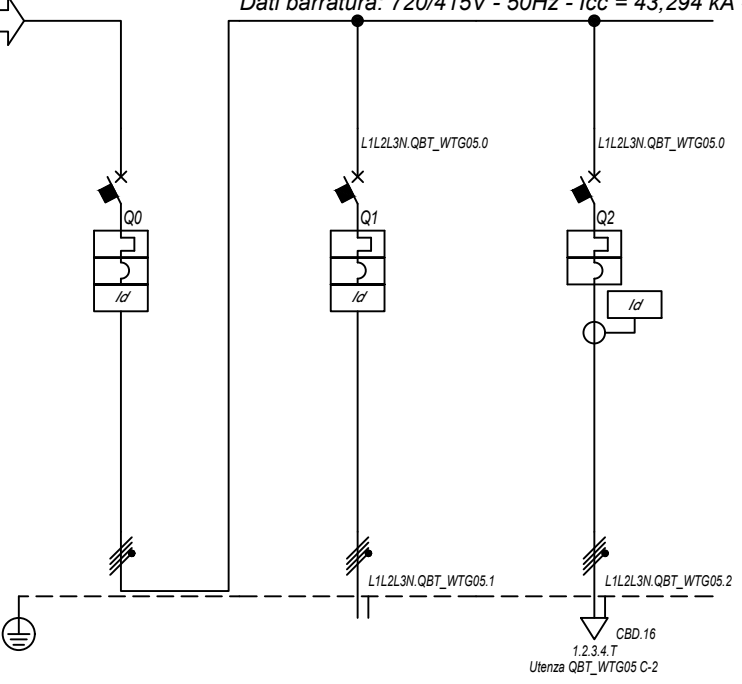 Dati barratura: 720/415V - 50Hz - Icc = 43,294 kA
L1L2L3N.QBT_WTG05.0
L1L2L3N.QBT_WTG05.0
Q0
Q1
Q2
Id
Id
Id
L1L2L3N.QBT_WTG05.1
L1L2L3N.QBT_WTG05.2
CBD.16
1.2.3.4.T
Utenza QBT_WTG05 C-2